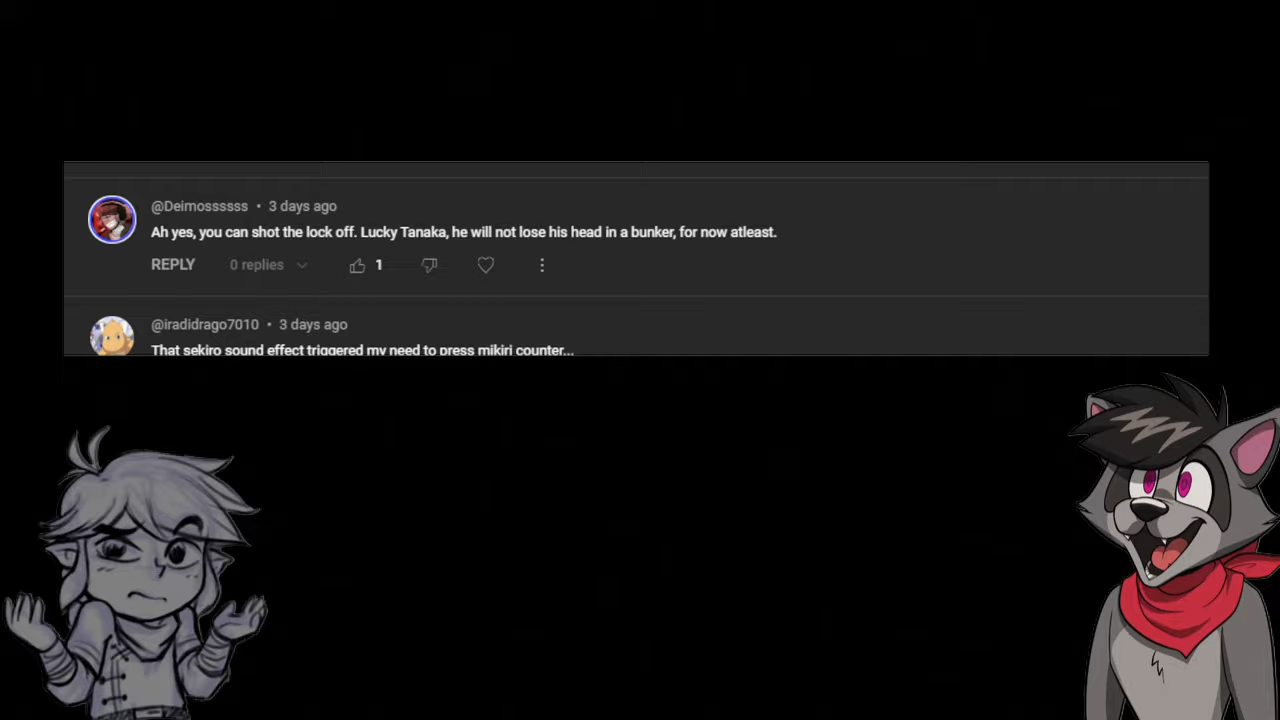 @Deimossssss • 3 days ago
Ah yes, you can shot the lock off. Lucky Tanaka, he will not lose his head in a bunker, for now atleast.
REPLY 0 replies 1
@iradidrago7010 • 3 days ago
That sekiro sound effect triggered my need to press mikiri counter...